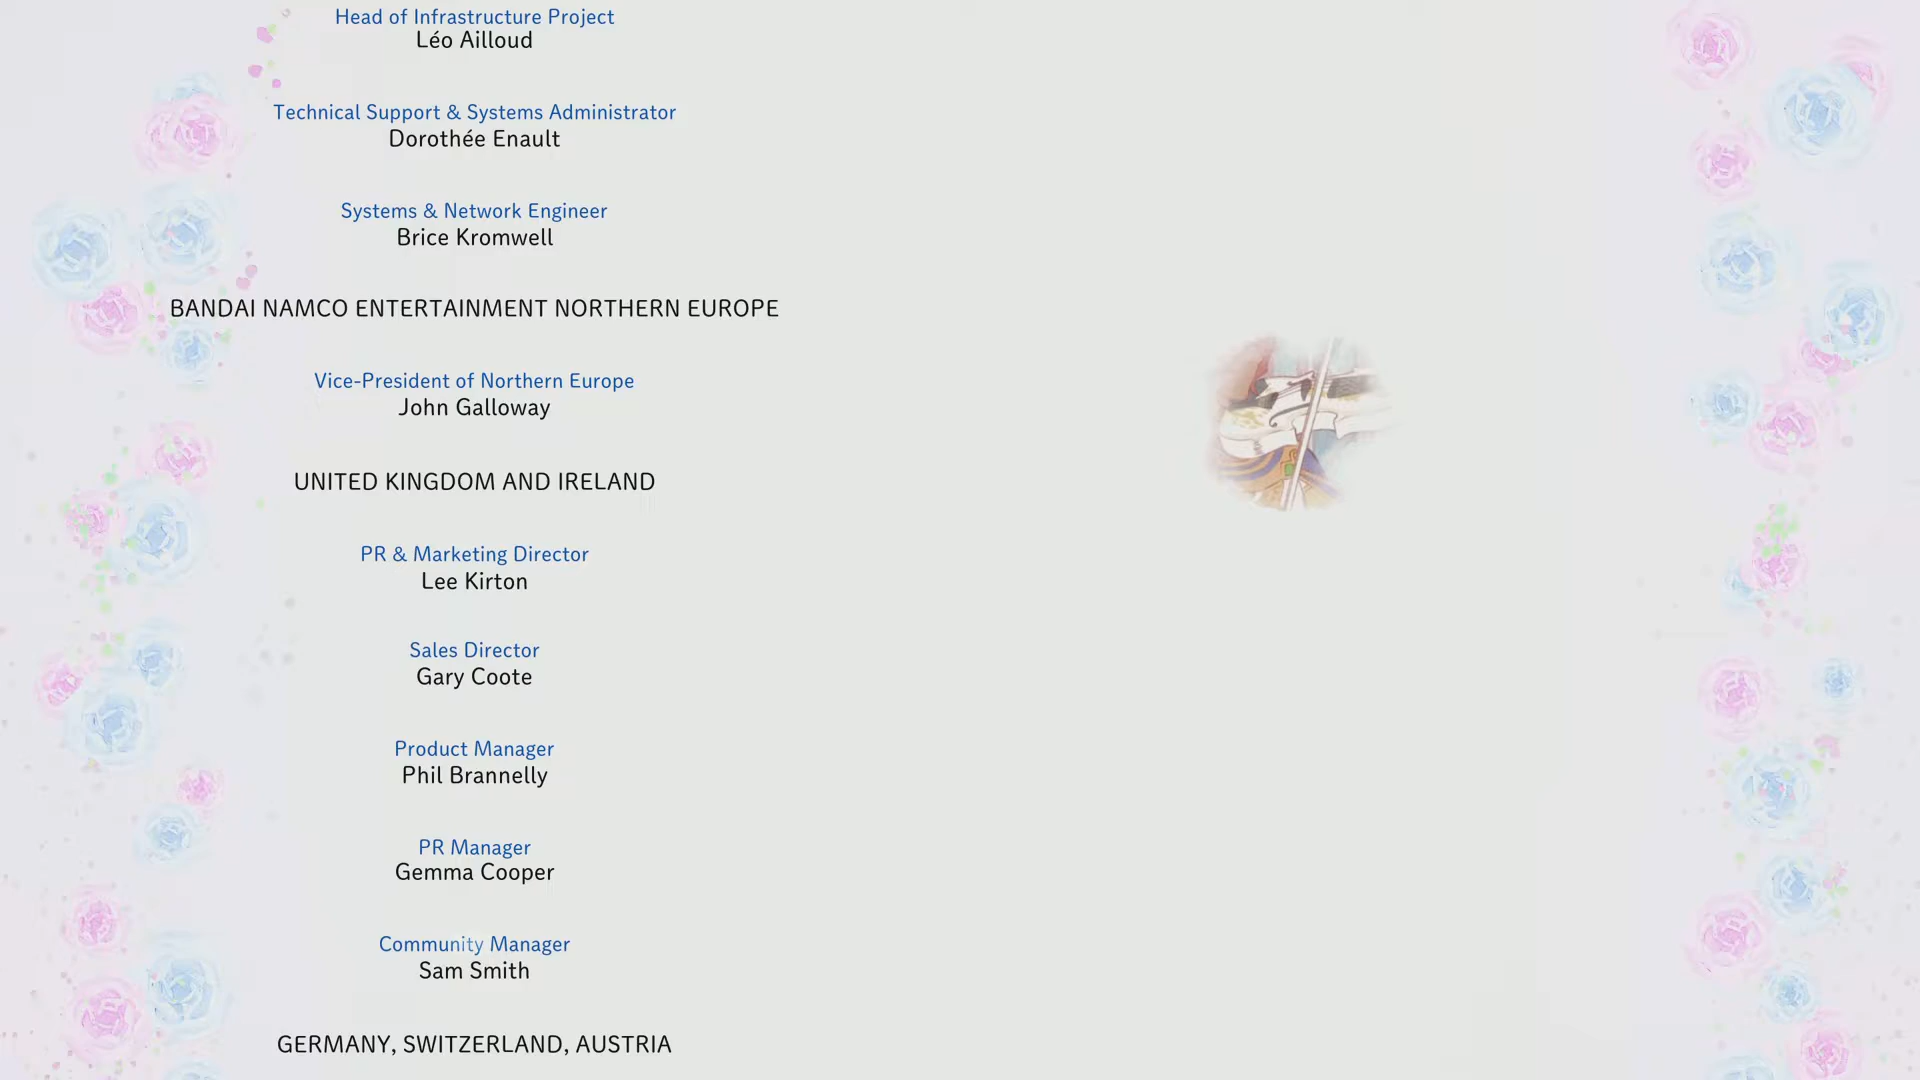 Head of Infrastructure Project
Léo Ailloud
Technical Support & Systems Administrator
Dorothée Enault
Systems & Network Engineer
Brice Kromwell
BANDAI NAMCO ENTERTAINMENT NORTHERN EUROPE
Vice-President of Northern Europe
John Galloway
UNITED KINGDOM AND IRELAND
PR & Marketing Director
Lee Kirton
Sales Director
Gary Coote
Product Manager
Phil Brannelly
PR Manager
Gemma Cooper
Community Manager
Sam Smith
GERMANY, SWITZERLAND, AUSTRIA